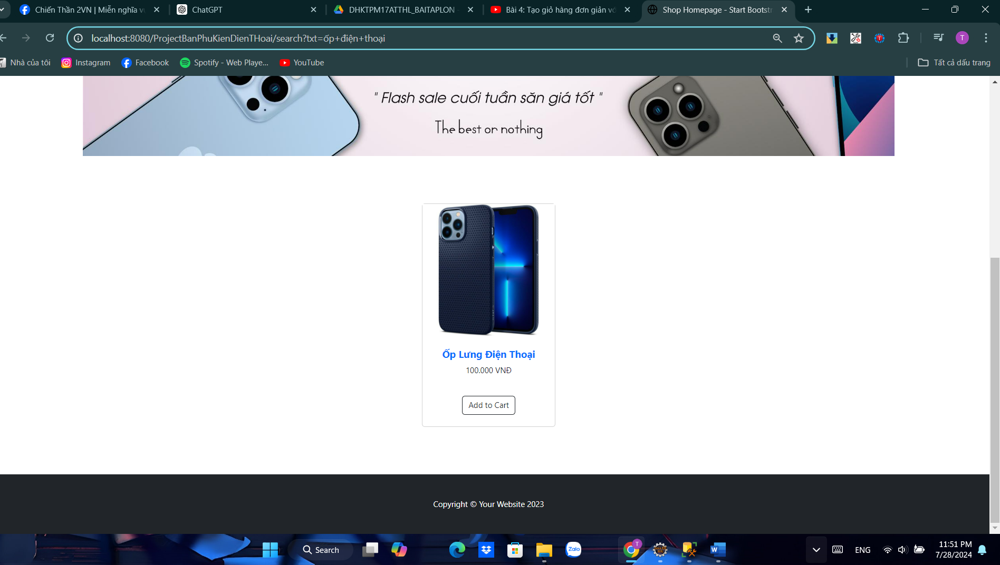 Chiến Thần 2VN | Miễn nghĩa v
ChatGPT
DHKTPM17ATTHL_BAITAPLON
Bài 4: Tạo giỏ hàng đơn giản vớ
Shop Homepage - Start Bootstr
localhost:8080/ProjectBanPhuKienDienTHoai/search?txt=ốp+điện+thoại
T
Nhà của tôi
Instagram
Facebook
Spotify - Web Playe...
YouTube
Tất cả dấu trang
" Flash sale cuối tuần săn giá tốt "
The best or nothing
Ốp Lưng Điện Thoại
100.000 VNĐ
Add to Cart
Copyright © Your Website 2023
Search
Zalo
T
W
ENG
11:51 PM
7/28/2024